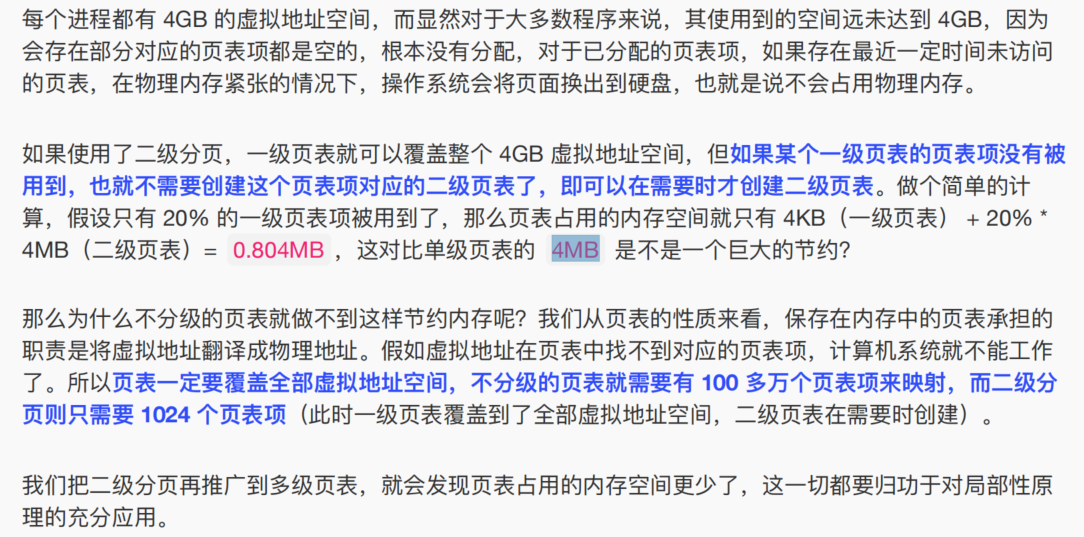 每个进程都有 4GB 的虚拟地址空间，而显然对于大多数程序来说，其使用到的空间远未达到 4GB，因为
会存在部分对应的页表项都是空的，根本没有分配，对于已分配的页表项，如果存在最近一定时间未访问
的页表，在物理内存紧张的情况下，操作系统会将页面换出到硬盘，也就是说不会占用物理内存。
如果使用了二级分页，一级页表就可以覆盖整个 4GB 虚拟地址空间，但如果某个一级页表的页表项没有被
用到，也就不需要创建这个页表项对应的二级页表了，即可以在需要时才创建二级页表。做个简单的计
算，假设只有 20% 的一级页表项被用到了，那么页表占用的内存空间就只有 4KB（一级页表） + 20% *
4MB（二级页表）= 0.804MB ，这对比单级页表的 4MB 是不是一个巨大的节约？
那么为什么不分级的页表就做不到这样节约内存呢？我们从页表的性质来看，保存在内存中的页表承担的
职责是将虚拟地址翻译成物理地址。假如虚拟地址在页表中找不到对应的页表项，计算机系统就不能工作
了。所以页表一定要覆盖全部虚拟地址空间，不分级的页表就需要有 100 多万个页表项来映射，而二级分
页则只需要 1024 个页表项（此时一级页表覆盖到了全部虚拟地址空间，二级页表在需要时创建）。
我们把二级分页再推广到多级页表，就会发现页表占用的内存空间更少了，这一切都要归功于对局部性原
理的充分应用。